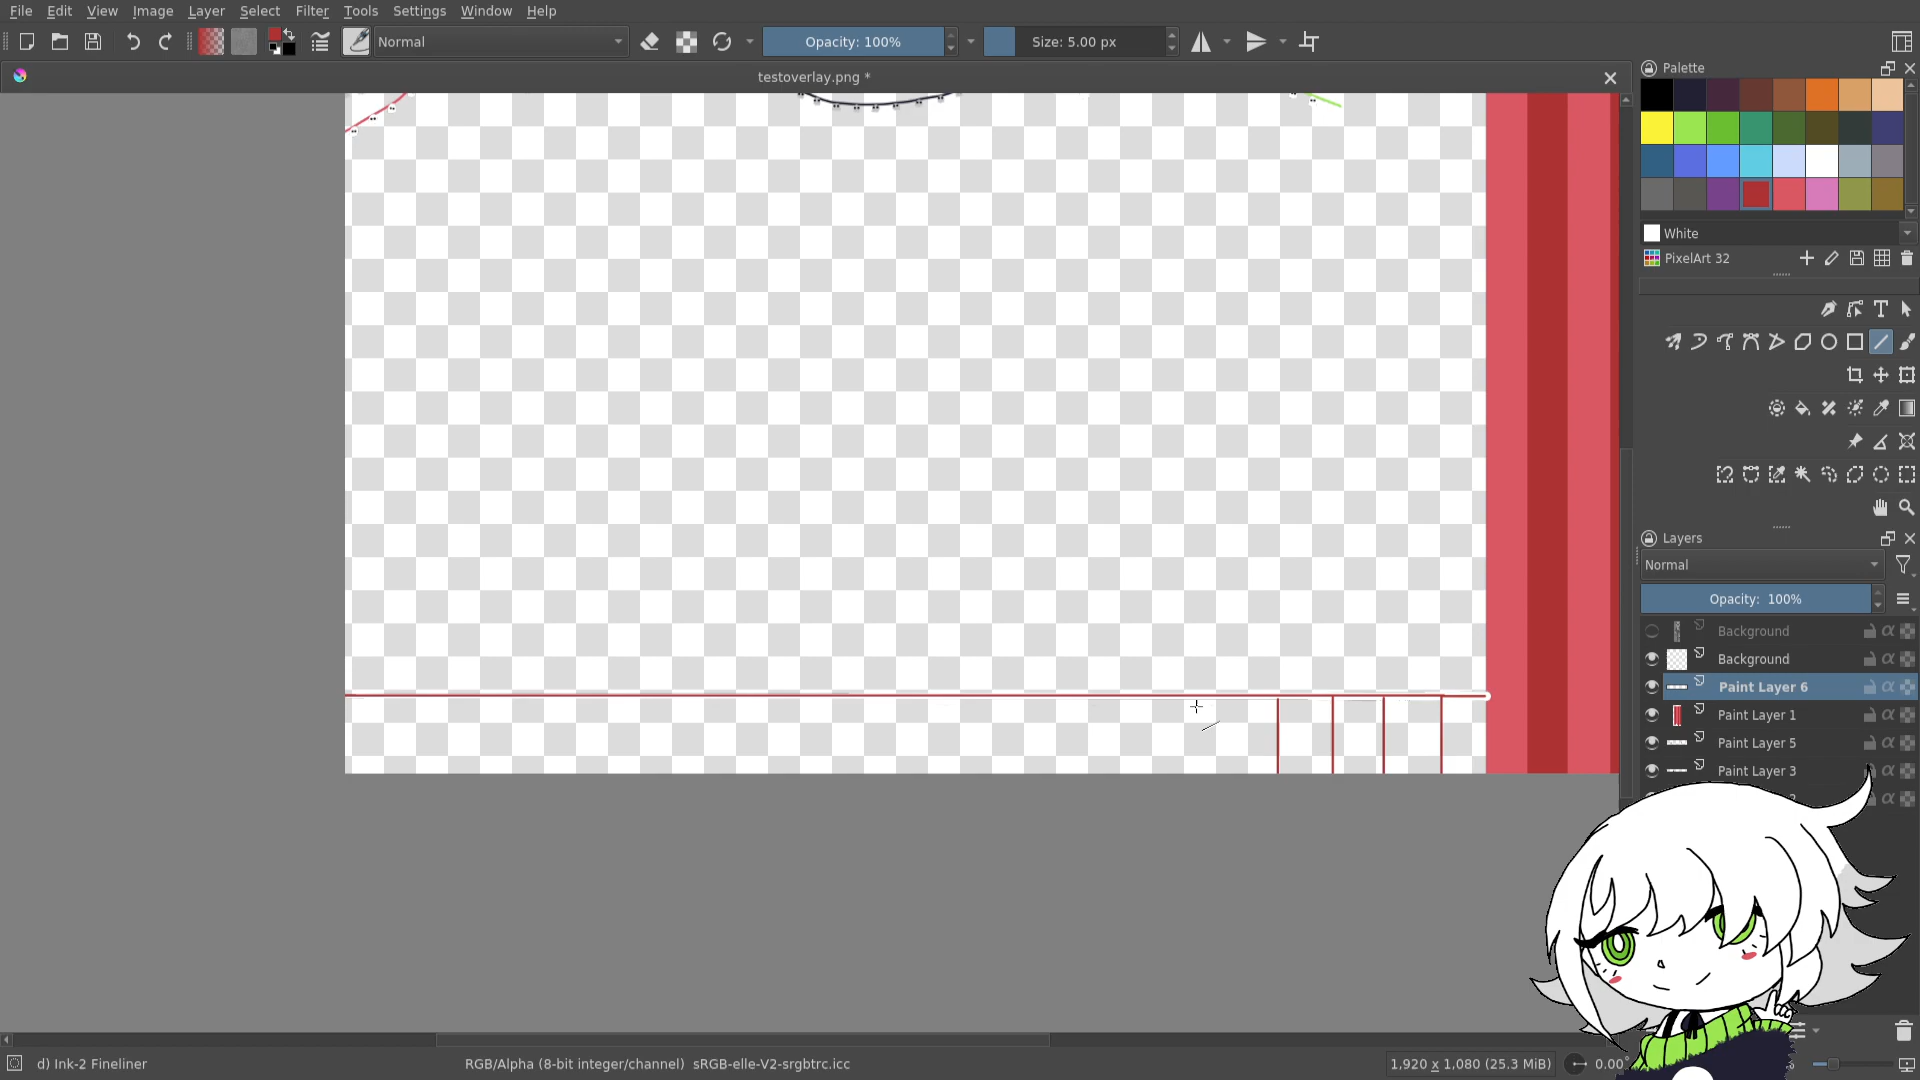 File Edit View Image Layer Select Filter Tools Settings Window Help
Normal Opacity: 100% Size: 5.00 px
testoverlay.png *
Palette
White
PixelArt 32
Layers
Normal
Opacity: 100%
Background
Background
Paint Layer 6
Paint Layer 1
Paint Layer 5
Paint Layer 3
d) Ink-2 Fineliner RGB/Alpha (8-bit integer/channel) sRGB-elle-V2-srgbtrc.icc 1,920 x 1,080 (25.3 MiB) 0.00°